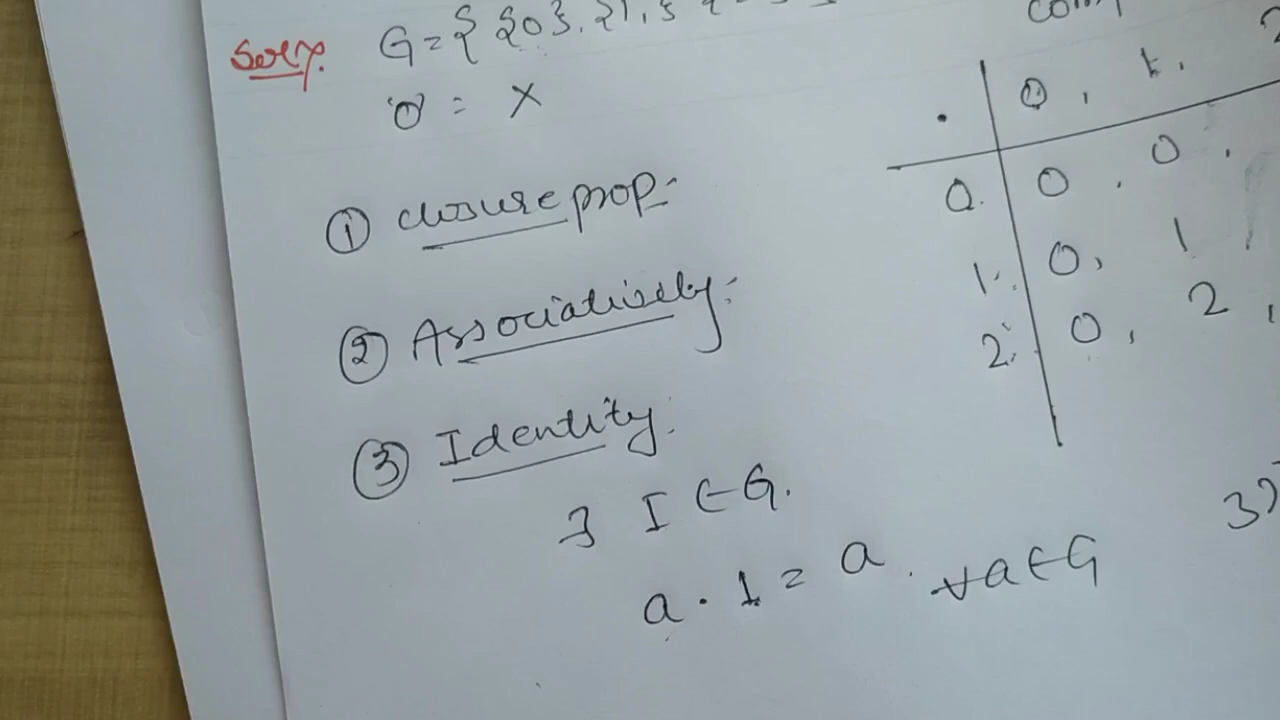 Soln.
G = { {0}, {1, }
'0' = x
① closure prop:-
② Associatively:-
③ Identity.
∃ I ∈ G.
a . 1 = a . ∀ a ∈ G
com
. 0, 1.
0. 0. 0.
1. 0, 1
2. 0, 2,
3)